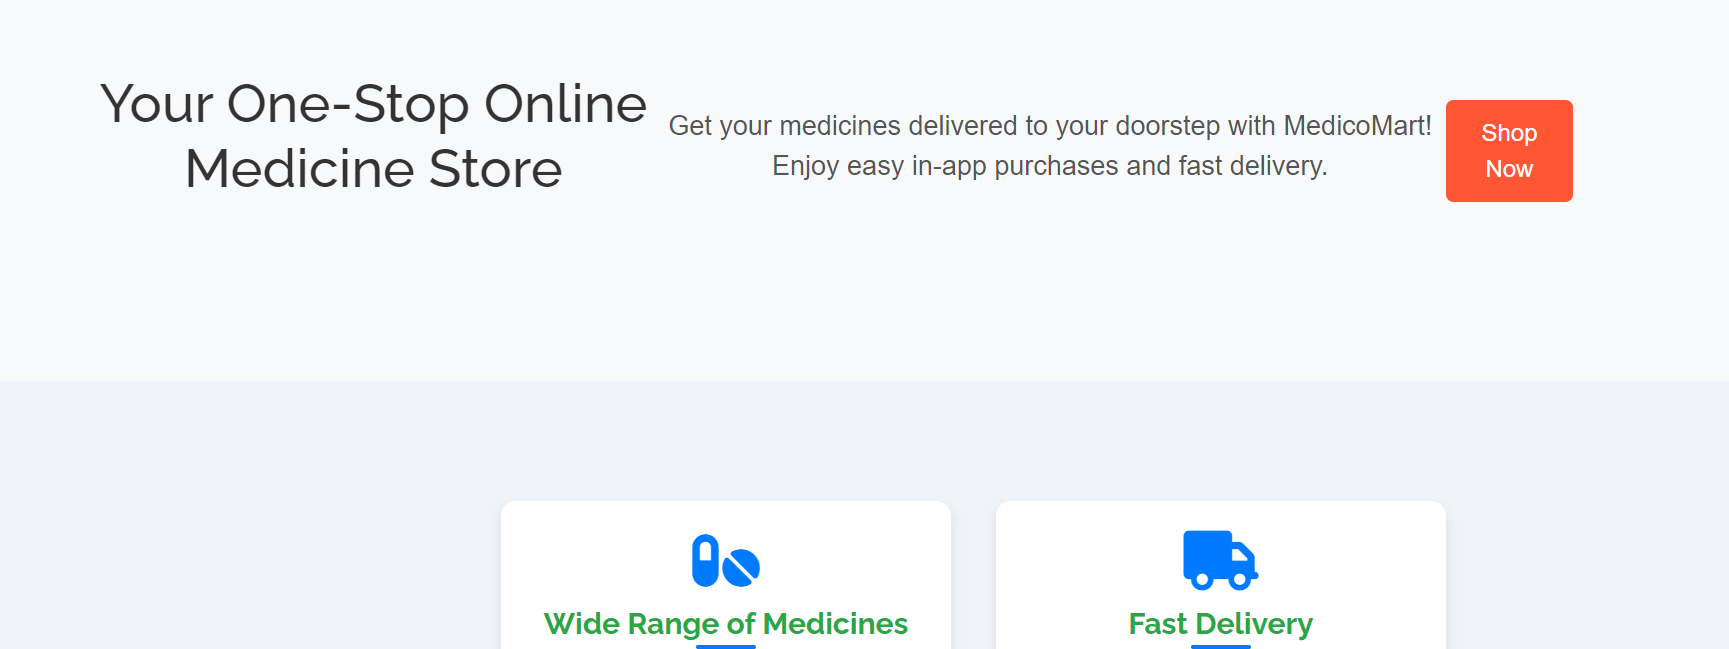 Your One-Stop Online
Medicine Store
Get your medicines delivered to your doorstep with MedicoMart!
Enjoy easy in-app purchases and fast delivery.
Shop
Now
Wide Range of Medicines
Fast Delivery